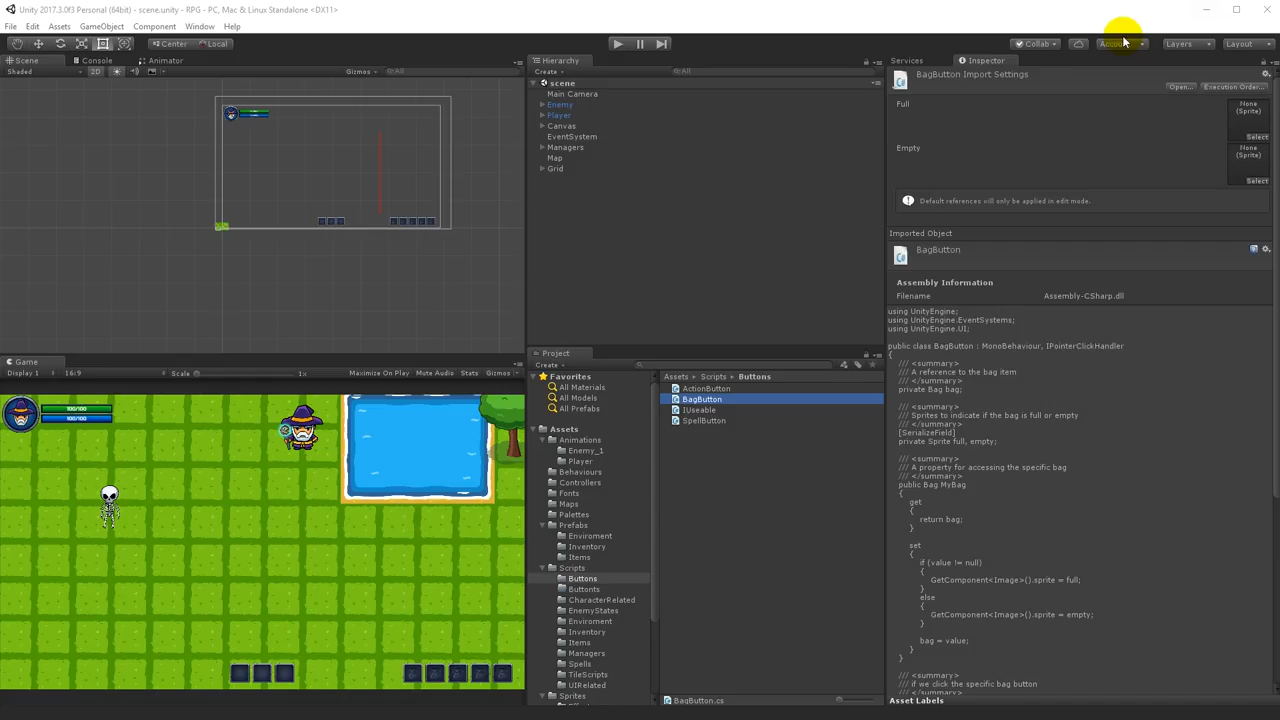 Unity 2017.3.0f3 Personal (64bit) - scene.unity - RPG - PC, Mac & Linux Standalone <DX11>
File Edit Assets GameObject Component Window Help
Center Local
Collab
Account
Layers
Layout
Scene Console Animator
Shaded 2D Gizmos All
Hierarchy
Create All
scene
Main Camera
Enemy
Player
Canvas
EventSystem
Managers
Map
Grid
Game
Display 1 16:9 Scale Maximize On Play Mute Audio Stats Gizmos
100/100
100/100
Project
Create
Favorites
All Materials
All Models
All Prefabs
Assets
Animations
Enemy_1
Player
Behaviours
Controllers
Fonts
Maps
Palettes
Prefabs
Enviroment
Inventory
Items
Scripts
Buttons
Buttonts
CharacterRelated
EnemyStates
Enviroment
Inventory
Items
Managers
Spells
TileScripts
UIRelated
Sprites
Assets Scripts Buttons
ActionButton
BagButton
IUseable
SpellButton
BagButton.cs
Services Inspector
BagButton Import Settings
Open... Execution Order...
Full
None
(Sprite)
Select
Empty
None
(Sprite)
Select
Default references will only be applied in edit mode.
Imported Object
BagButton
Assembly Information
Filename Assembly-CSharp.dll
using UnityEngine;
using UnityEngine.EventSystems;
using UnityEngine.UI;
public class BagButton : MonoBehaviour, IPointerClickHandler
{
/// <summary>
/// A reference to the bag item
/// </summary>
private Bag bag;
/// <summary>
/// Sprites to indicate if the bag is full or empty
/// </summary>
[SerializeField]
private Sprite full, empty;
/// <summary>
/// A property for accessing the specific bag
/// </summary>
public Bag MyBag
{
get
{
return bag;
}
set
{
if (value != null)
{
GetComponent<Image>().sprite = full;
}
else
{
GetComponent<Image>().sprite = empty;
}
bag = value;
}
}
/// <summary>
/// if we click the specific bag button
/// </summary>
Asset Labels